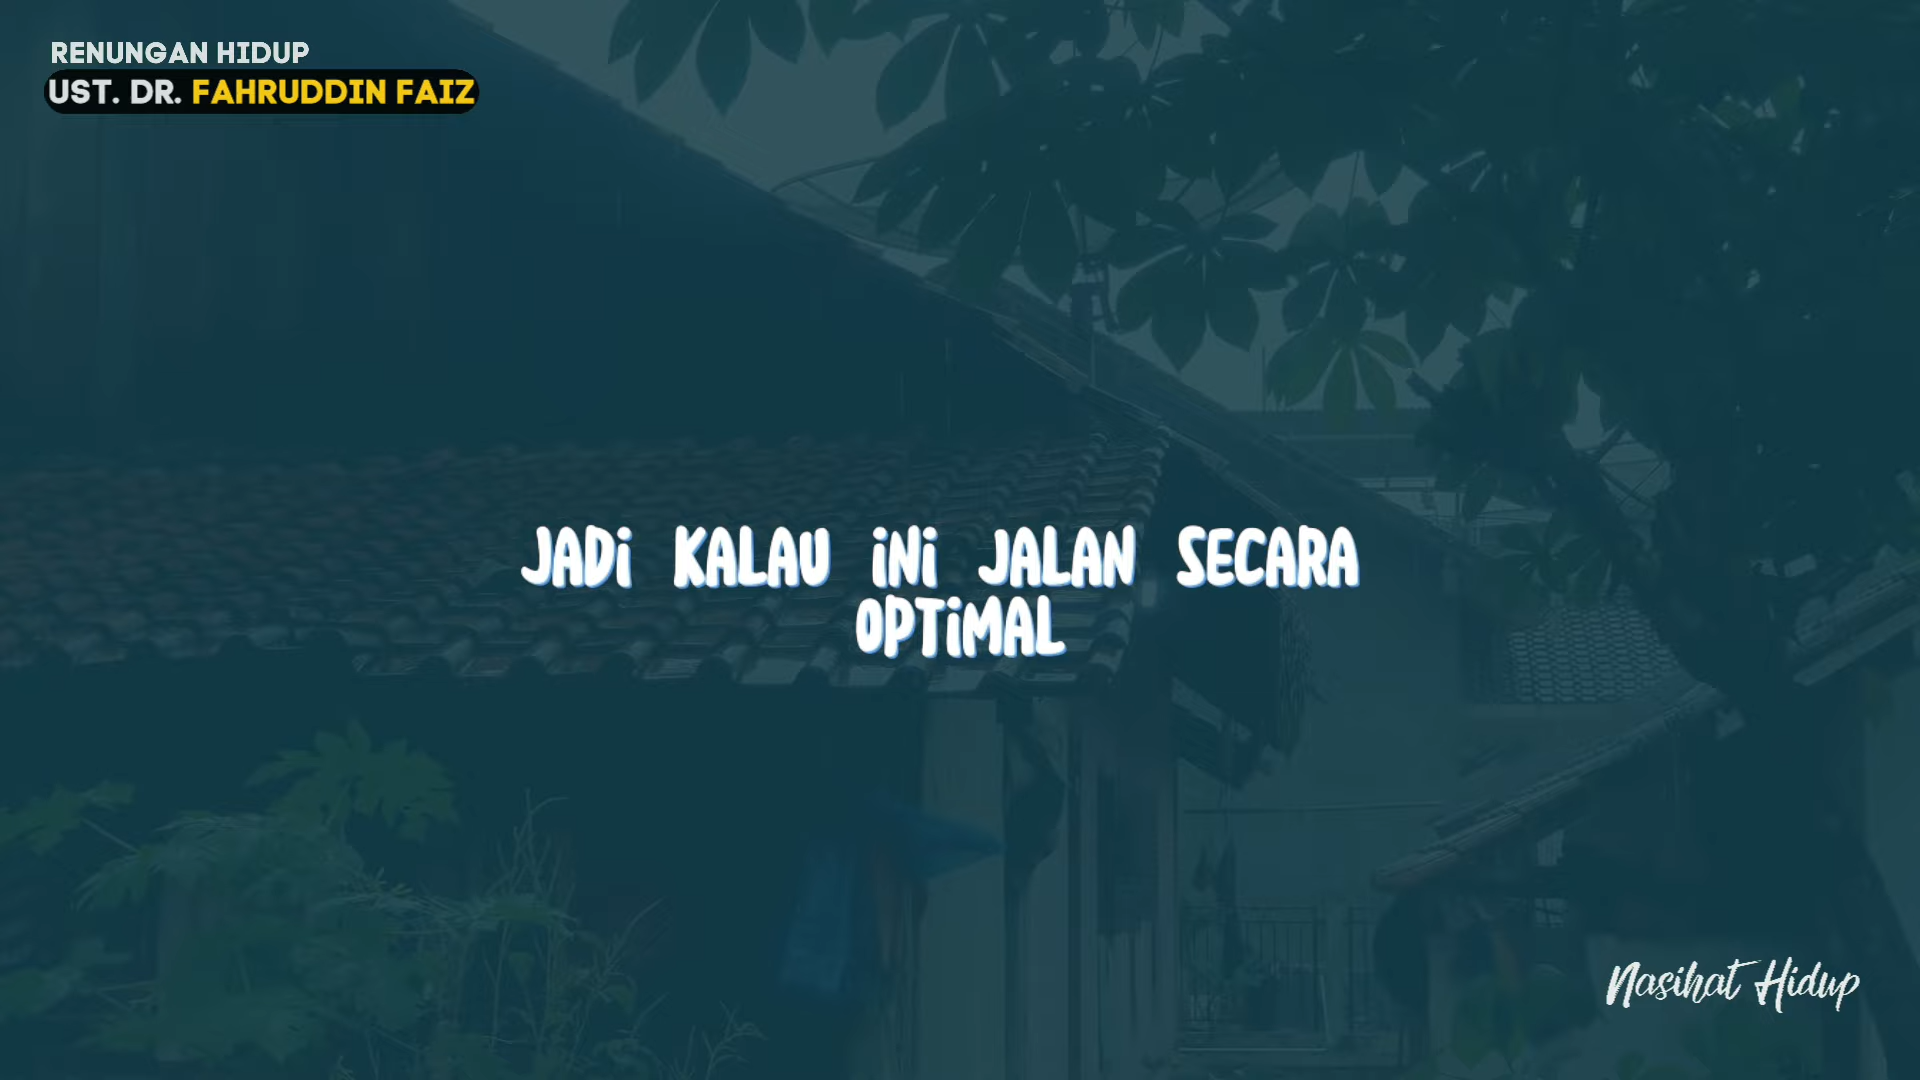 RENUNGAN HIDUP
UST. DR. FAHRUDDIN FAIZ
JADI KALAU INI JALAN SECARA
OPTIMAL
Nasihat Hidup